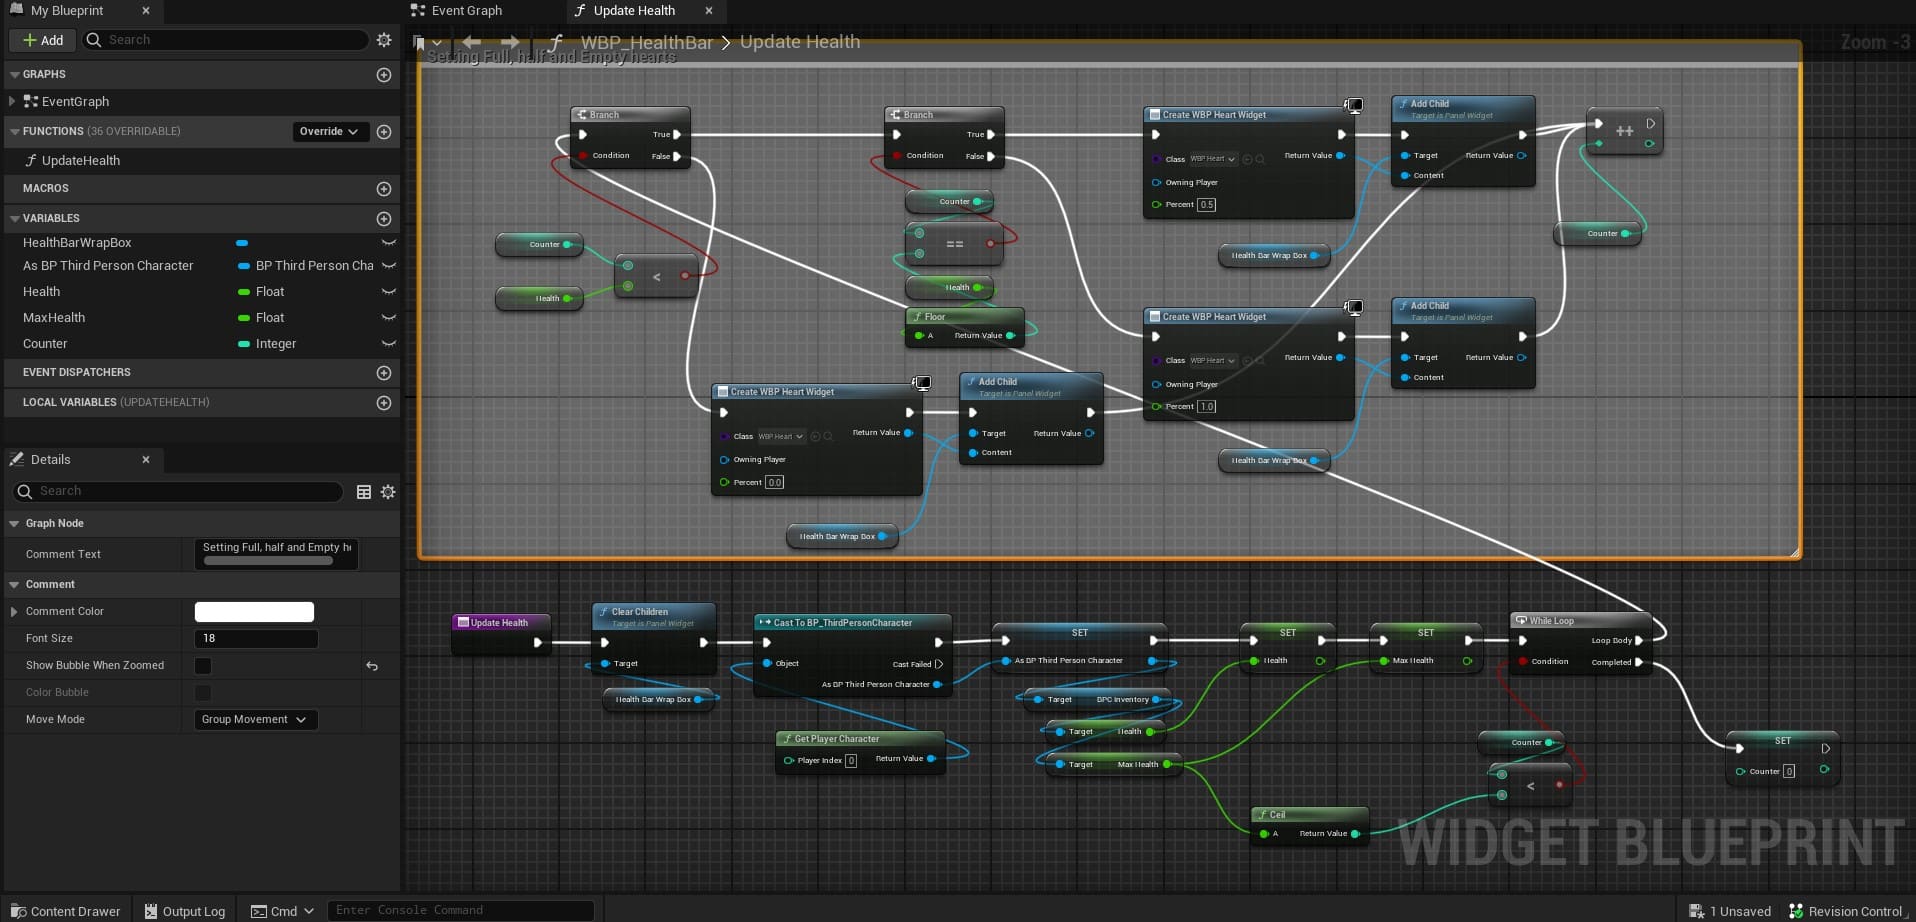 My Blueprint
Event Graph
Update Health
Add
Search
WBP_HealthBar
Update Health
Zoom -3
Setting Full, half and Empty hearts
GRAPHS
EventGraph
FUNCTIONS (36 OVERRIDABLE)
Override
UpdateHealth
MACROS
VARIABLES
HealthBarWrapBox
As BP Third Person Character
BP Third Person Cha
Health
Float
MaxHealth
Float
Counter
Integer
EVENT DISPATCHERS
LOCAL VARIABLES (UPDATEHEALTH)
Details
Search
Graph Node
Comment Text
Setting Full, half and Empty he
Comment
Comment Color
Font Size
18
Show Bubble When Zoomed
Color Bubble
Move Mode
Group Movement
Branch
True
Condition
False
Counter
Health
<
Branch
True
Condition
False
Counter
==
Health
Floor
A
Return Value
Create WBP Heart Widget
Class
WBP Heart
Return Value
Owning Player
Percent
0.5
Add Child
Target is Panel Widget
Target
Return Value
Content
Health Bar Wrap Box
++
Counter
Create WBP Heart Widget
Class
WBP Heart
Return Value
Owning Player
Percent
1.0
Add Child
Target is Panel Widget
Target
Return Value
Content
Health Bar Wrap Box
Create WBP Heart Widget
Class
WBP Heart
Return Value
Owning Player
Percent
0.0
Add Child
Target is Panel Widget
Target
Return Value
Content
Health Bar Wrap Box
Update Health
Clear Children
Target is Panel Widget
Target
Health Bar Wrap Box
Cast To BP_ThirdPersonCharacter
Object
Cast Failed
As BP Third Person Character
Get Player Character
Player Index
0
Return Value
SET
As BP Third Person Character
Target
BPC Inventory
Target
Health
Target
Max Health
SET
Health
SET
Max Health
Ceil
A
Return Value
While Loop
Loop Body
Condition
Completed
Counter
<
SET
Counter
0
WIDGET BLUEPRINT
Content Drawer
Output Log
Cmd
Enter Console Command
1 Unsaved
Revision Control